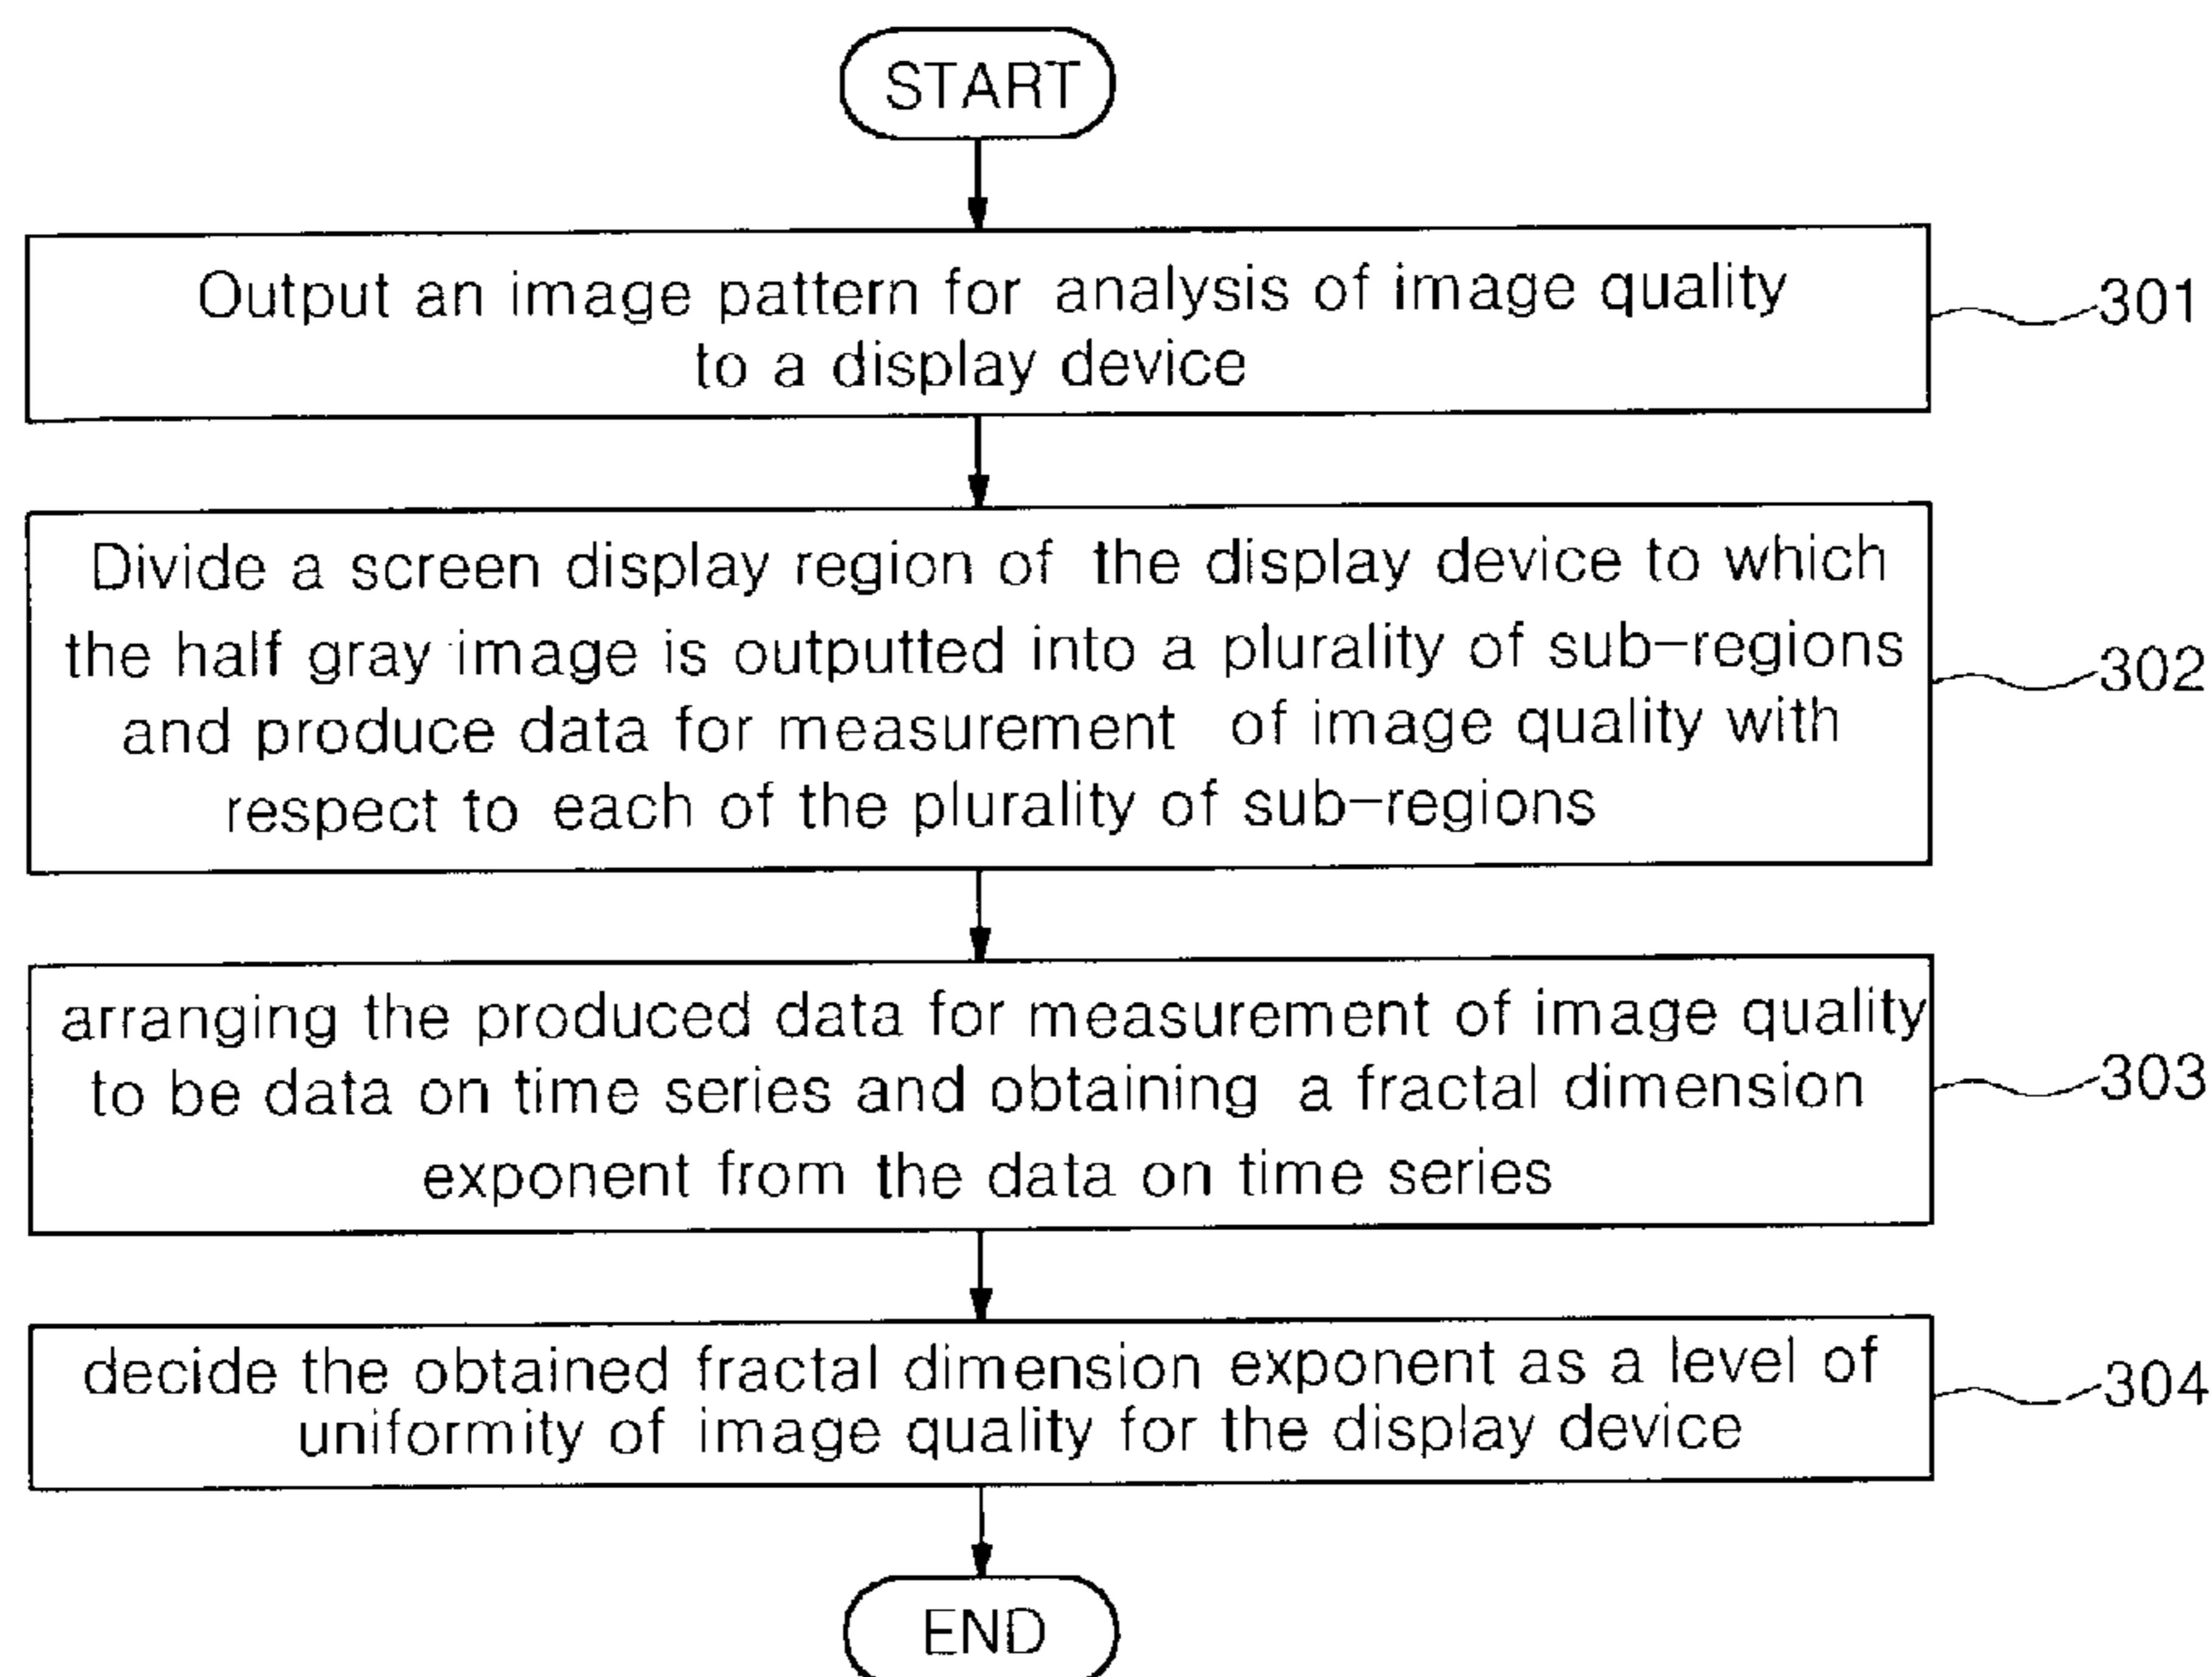 START
Output an image pattern for analysis of image quality
to a display device
301
Divide a screen display region of the display device to which
the half gray image is outputted into a plurality of sub-regions
and produce data for measurement of image quality with
respect to each of the plurality of sub-regions
302
arranging the produced data for measurement of image quality
to be data on time series and obtaining a fractal dimension
exponent from the data on time series
303
decide the obtained fractal dimension exponent as a level of
uniformity of image quality for the display device
304
END